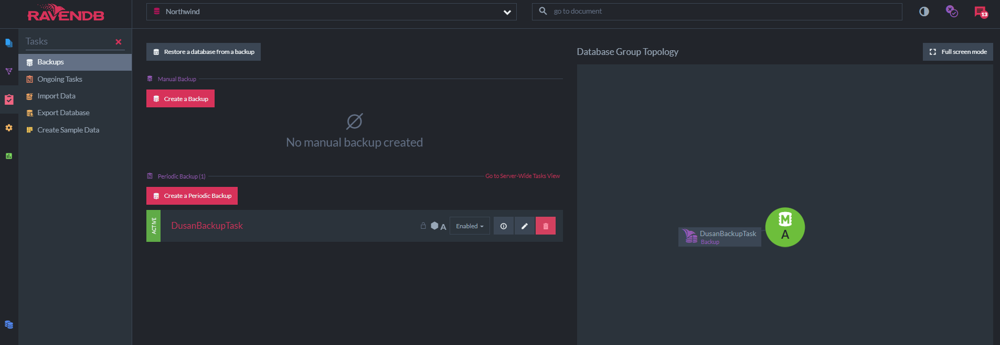 RAVENDB
Northwind
go to document
13
Tasks
Backups
Ongoing Tasks
Import Data
Export Database
Create Sample Data
Restore a database from a backup
Manual Backup
Create a Backup
No manual backup created
Periodic Backup (1)
Go to Server-Wide Tasks View
Create a Periodic Backup
ACTIVE
DusanBackupTask
A
Enabled
Database Group Topology
Full screen mode
DusanBackupTask
Backup
M
A